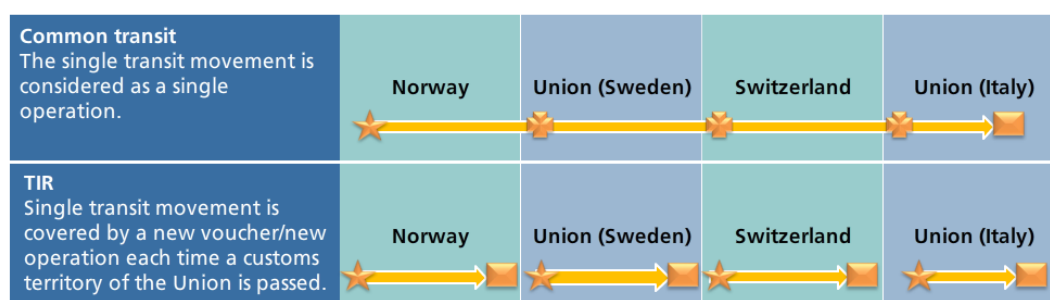 Common transit
The single transit movement is
considered as a single
operation.
Norway
Union (Sweden)
Switzerland
Union (Italy)
TIR
Single transit movement is
covered by a new voucher/new
operation each time a customs
territory of the Union is passed.
Norway
Union (Sweden)
Switzerland
Union (Italy)